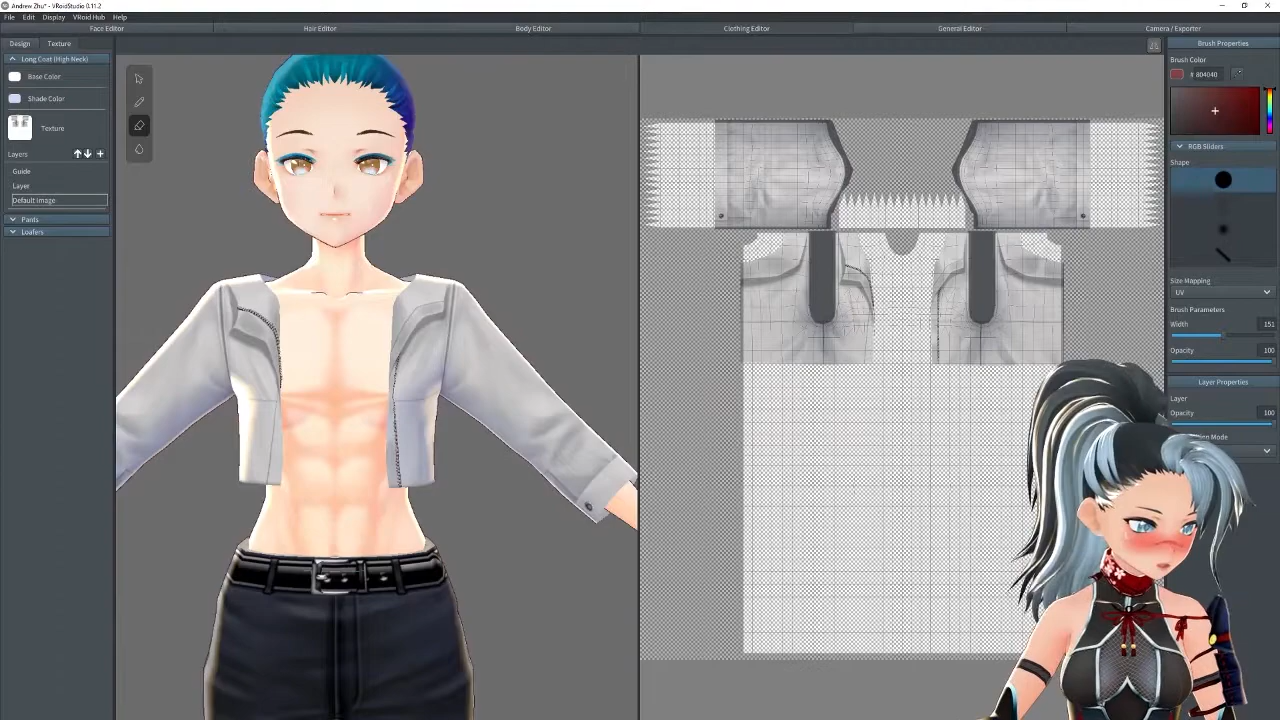 Andrew Zhu* - VRoidStudio 0.11.2
File Edit Display VRoid Hub Help
Face Editor Hair Editor Body Editor Clothing Editor General Editor Camera / Exporter
Design Texture
Long Coat (High Neck)
Base Color
Shade Color
Texture
Layers
Guide
Layer
Default Image
Pants
Loafers
Brush Properties
Brush Color
# 804040
RGB Sliders
Shape
Size Mapping
UV
Brush Parameters
Width 151
Opacity 100
Layer Properties
Layer
Opacity 100
Mode